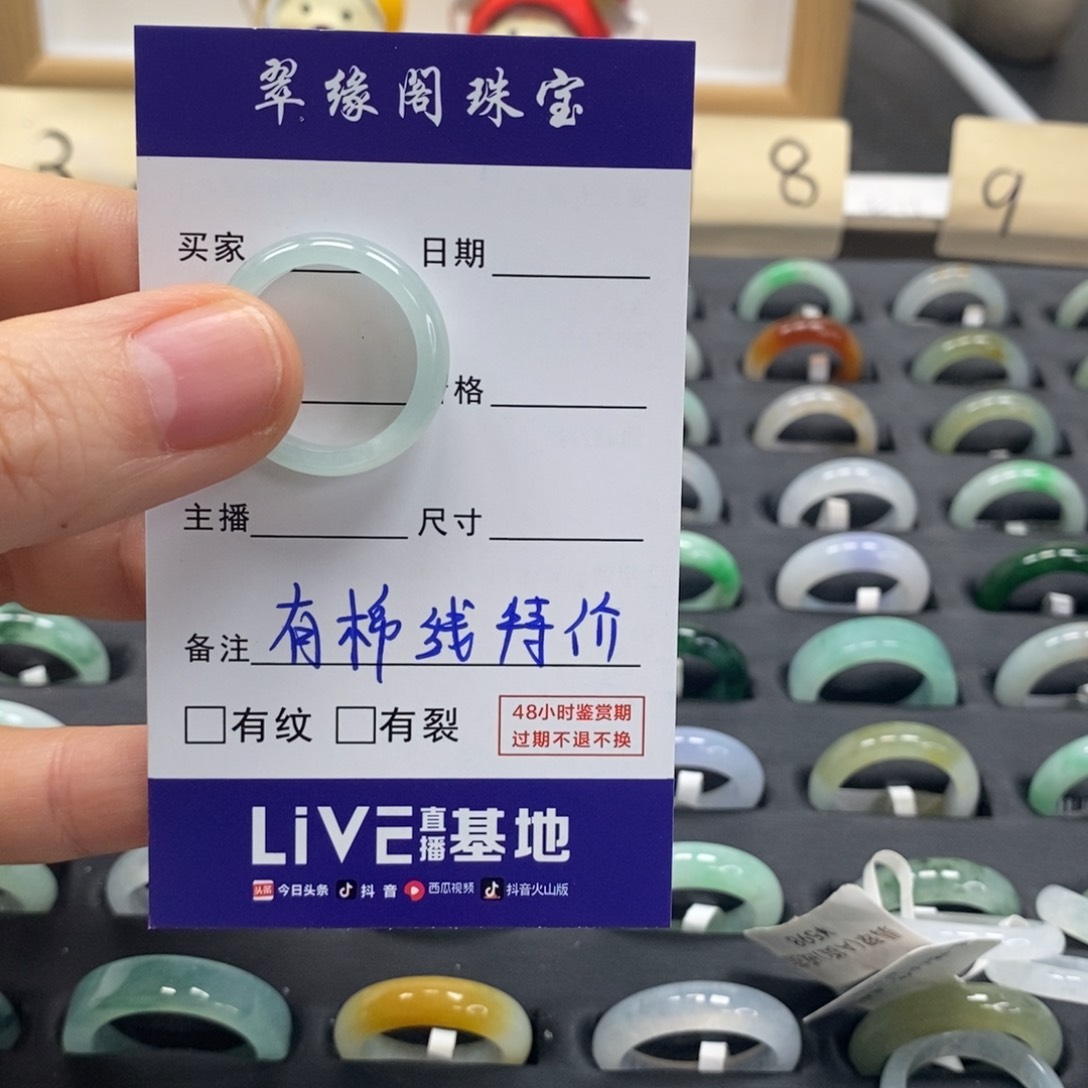 翠缘阁珠宝
3
8
9
买家
日期
格
主播
尺寸
备注 有棉线特价
有纹 有裂
48小时鉴赏期
过期不退不换
LiVE直播基地
头条 今日头条 抖音 西瓜视频 抖音火山版
¥598